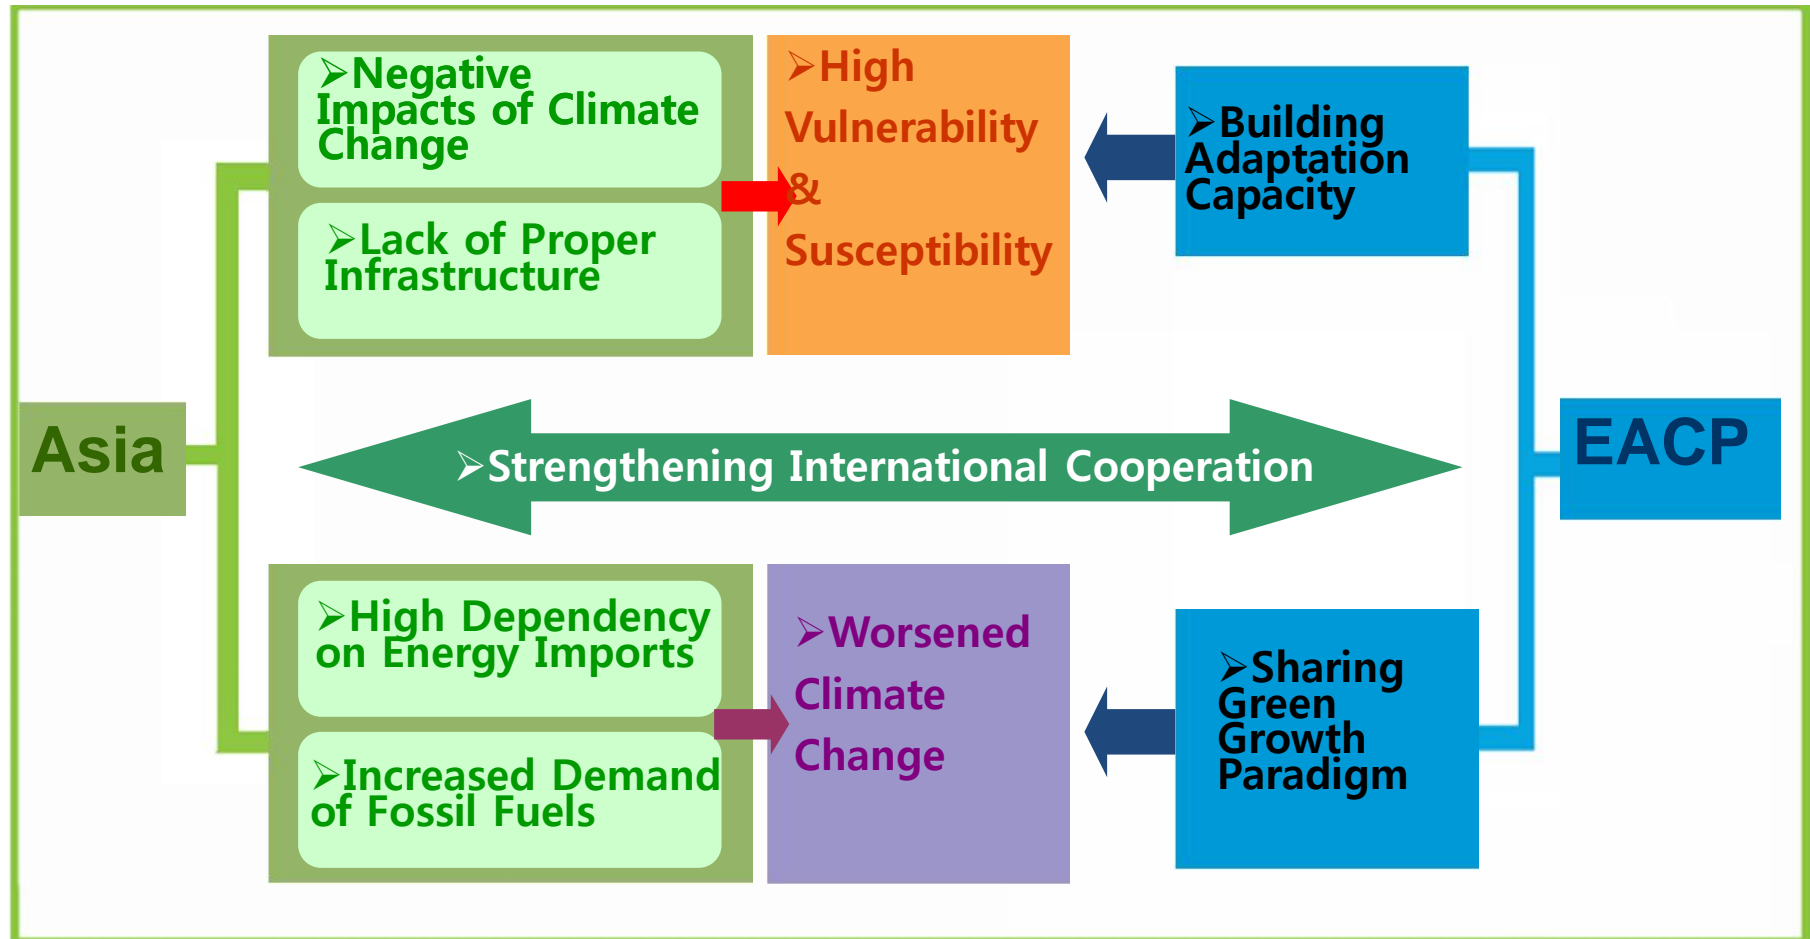 Asia
➢Negative
Impacts of Climate
Change
➢Lack of Proper
Infrastructure
➢High
Vulnerability
&
Susceptibility
➢Building
Adaptation
Capacity
➢Strengthening International Cooperation
EACP
➢High Dependency
on Energy Imports
➢Increased Demand
of Fossil Fuels
➢Worsened
Climate
Change
➢Sharing
Green
Growth
Paradigm